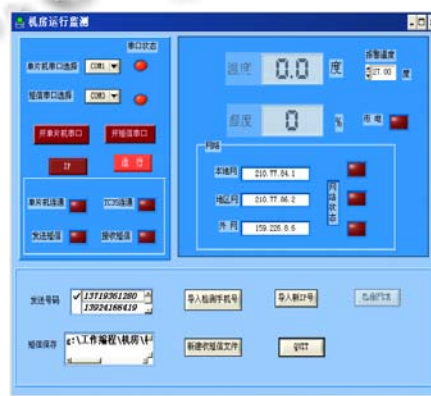 机房运行监测
串口状态
单片机串口选择 COM1
短信串口选择 COM3
开单片机串口 开短信串口
IP 运行
单片机连通 TC35连通
发送短信 接收短信
温度 0.0 度
报警温度
27.00 度
湿度 0 %
市电
网络
本地网 210.77.84.1
地区网 210.77.86.2
外网 159.226.8.6
网络状态
发送号码 13719361280
13924166419
导入检测手机号 导入新IP号
短信保存 g:\工作编程\机房\
新建收短信文件 QUIT